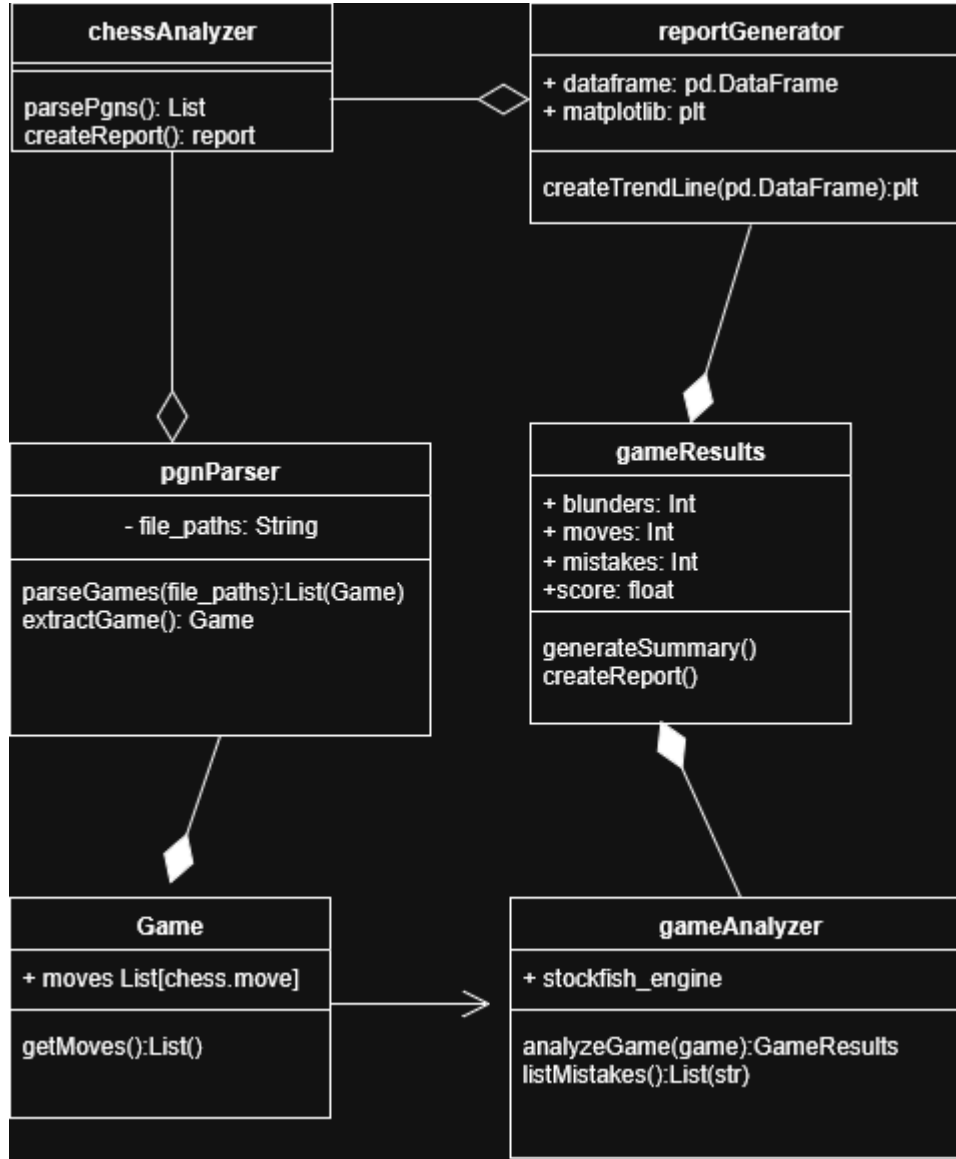 chessAnalyzer
parsePgns(): List
createReport(): report
reportGenerator
+ dataframe: pd.DataFrame
+ matplotlib: plt
createTrendLine(pd.DataFrame):plt
pgnParser
- file_paths: String
parseGames(file_paths):List(Game)
extractGame(): Game
gameResults
+ blunders: Int
+ moves: Int
+ mistakes: Int
+score: float
generateSummary()
createReport()
Game
+ moves List[chess.move]
getMoves():List()
gameAnalyzer
+ stockfish_engine
analyzeGame(game):GameResults
listMistakes():List(str)